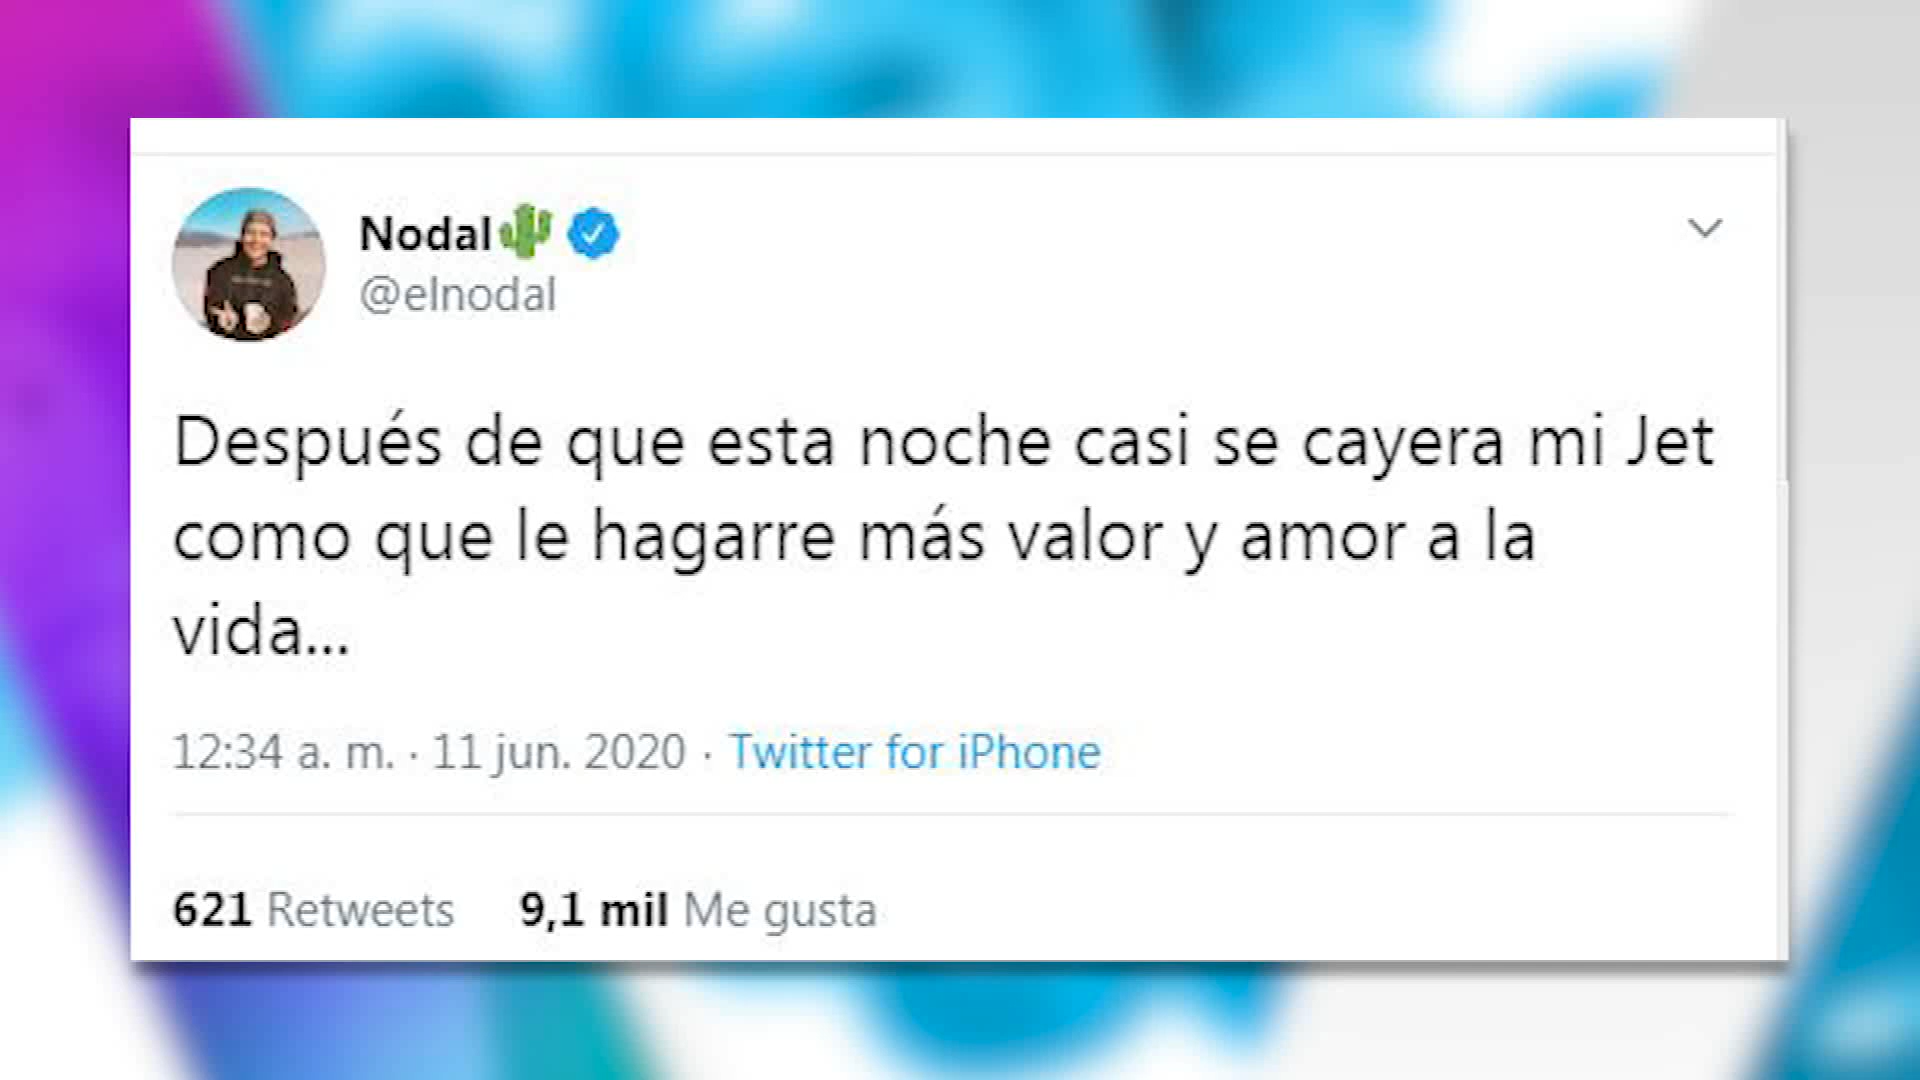 Nodal🌵
@elnodal
Después de que esta noche casi se cayera mi Jet
como que le hagarre más valor y amor a la
vida...
12:34 a. m. · 11 jun. 2020 · Twitter for iPhone
621 Retweets 9,1 mil Me gusta